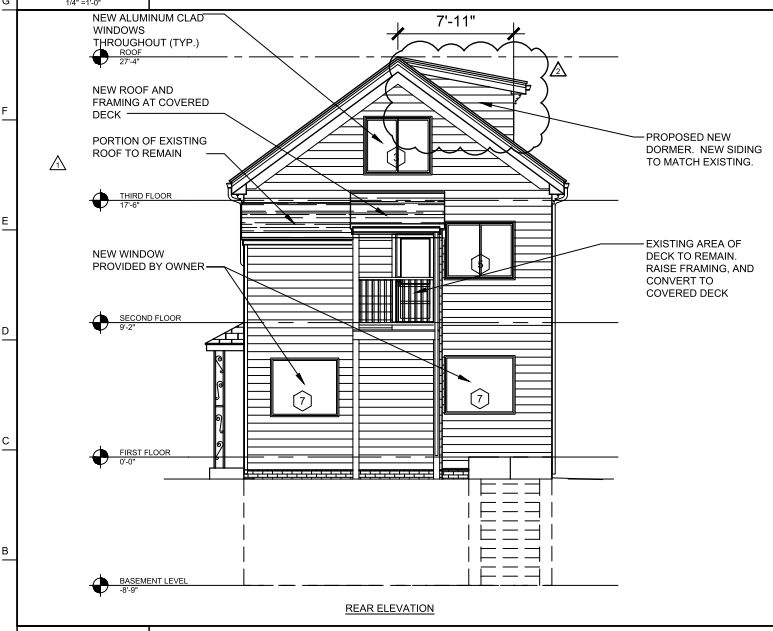 G
1/4" =1'-0"
NEW ALUMINUM CLAD
WINDOWS
THROUGHOUT (TYP.)
7'-11"
ROOF
27'-4"
2
NEW ROOF AND
FRAMING AT COVERED
DECK
F
PROPOSED NEW
DORMER. NEW SIDING
TO MATCH EXISTING.
PORTION OF EXISTING
ROOF TO REMAIN
3
1
THIRD FLOOR
17'-6"
E
NEW WINDOW
PROVIDED BY OWNER
5
EXISTING AREA OF
DECK TO REMAIN.
RAISE FRAMING, AND
CONVERT TO
COVERED DECK
SECOND FLOOR
9'-2"
D
7
7
C
FIRST FLOOR
0'-0"
B
BASEMENT LEVEL
-8'-9"
REAR ELEVATION